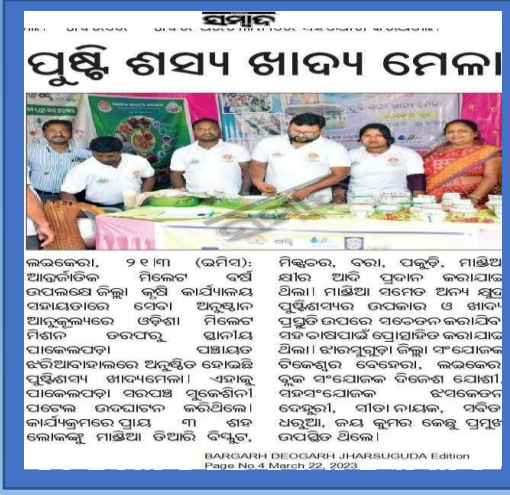 ସମ୍ବାଦ
ପୁଷ୍ଟି ଶସ୍ୟ ଖାଦ୍ୟ ମେଳା
ଲଇକେରା, ୨୧।୩ (ଇମିସ):
ଆନ୍ତର୍ଜାତିକ ମିଲେଟ ବର୍ଷ
ଉପଲକ୍ଷେ ଜିଲ୍ଲା କୃଷି କାର୍ଯ୍ୟାଳୟ
ସହାୟତାରେ ସେବା ଅନୁଷ୍ଠାନ
ଆନୁକୂଲ୍ୟରେ ଓଡ଼ିଶା ମିଲେଟ
ମିଶନ ତରଫରୁ ସ୍ଥାନୀୟ
ପାକେଲପଡ଼ା ପଞ୍ଚାୟତ
ଝରିଆବାହାଲରେ ଅନୁଷ୍ଠିତ ହୋଇଛି
ପୁଷ୍ଟିଶସ୍ୟ ଖାଦ୍ୟମେଳା। ଏହାକୁ
ପାକେଲପଡ଼ା ସରପଞ୍ଚ ସୁକେଶିନୀ
ପଟେଲ ଉଦଘାଟନ କରିଥିଲେ।
କାର୍ଯ୍ୟକ୍ରମରେ ପ୍ରାୟ ୩ ଶହ
ଲୋକଙ୍କୁ ମାଣ୍ଡିଆ ତିଆରି ବିସ୍କୁଟ,
ମିକ୍ସଚର, ବରା, ପକୁଡ଼ି, ମାଣ୍ଡିଆ
କ୍ଷୀର ଆଦି ପ୍ରଦାନ କରାଯାଇ
ଥିଲା। ମାଣ୍ଡିଆ ସମେତ ଅନ୍ୟ କ୍ଷୁଦ୍ର
ପୁଷ୍ଟିଶସ୍ୟର ଉପକାର ଓ ଖାଦ୍ୟ
ପ୍ରସ୍ତୁତି ଉପରେ ସଚେତନ କରାଯିବ
ସହ ଚାଷପାଇଁ ପ୍ରୋତ୍ସାହିତ କରାଯାଇ
ଥିଲା। ଝାରସୁଗୁଡ଼ା ଜିଲ୍ଲା ସଂଯୋଜକ
ଟିକେଶ୍ୱର ବେହେରା, ଲଇକେର
ବ୍ଲକ ସଂଯୋଜକ ଦିଜେଶ ଯୋଶୀ,
ସହସଂଯୋଜକ ଝସକେତନ
ଦେହୁରୀ, ସୀତା ନାୟକ, ସବିତ
ଧରୁଆ, ଜୟ କୁମର କେଛୁ ପ୍ରମୁଖ
ଉପସ୍ଥିତ ଥିଲେ।
BARGARH DEOGARH JHARSUGUDA Edition
Page No.4 March 22, 2023